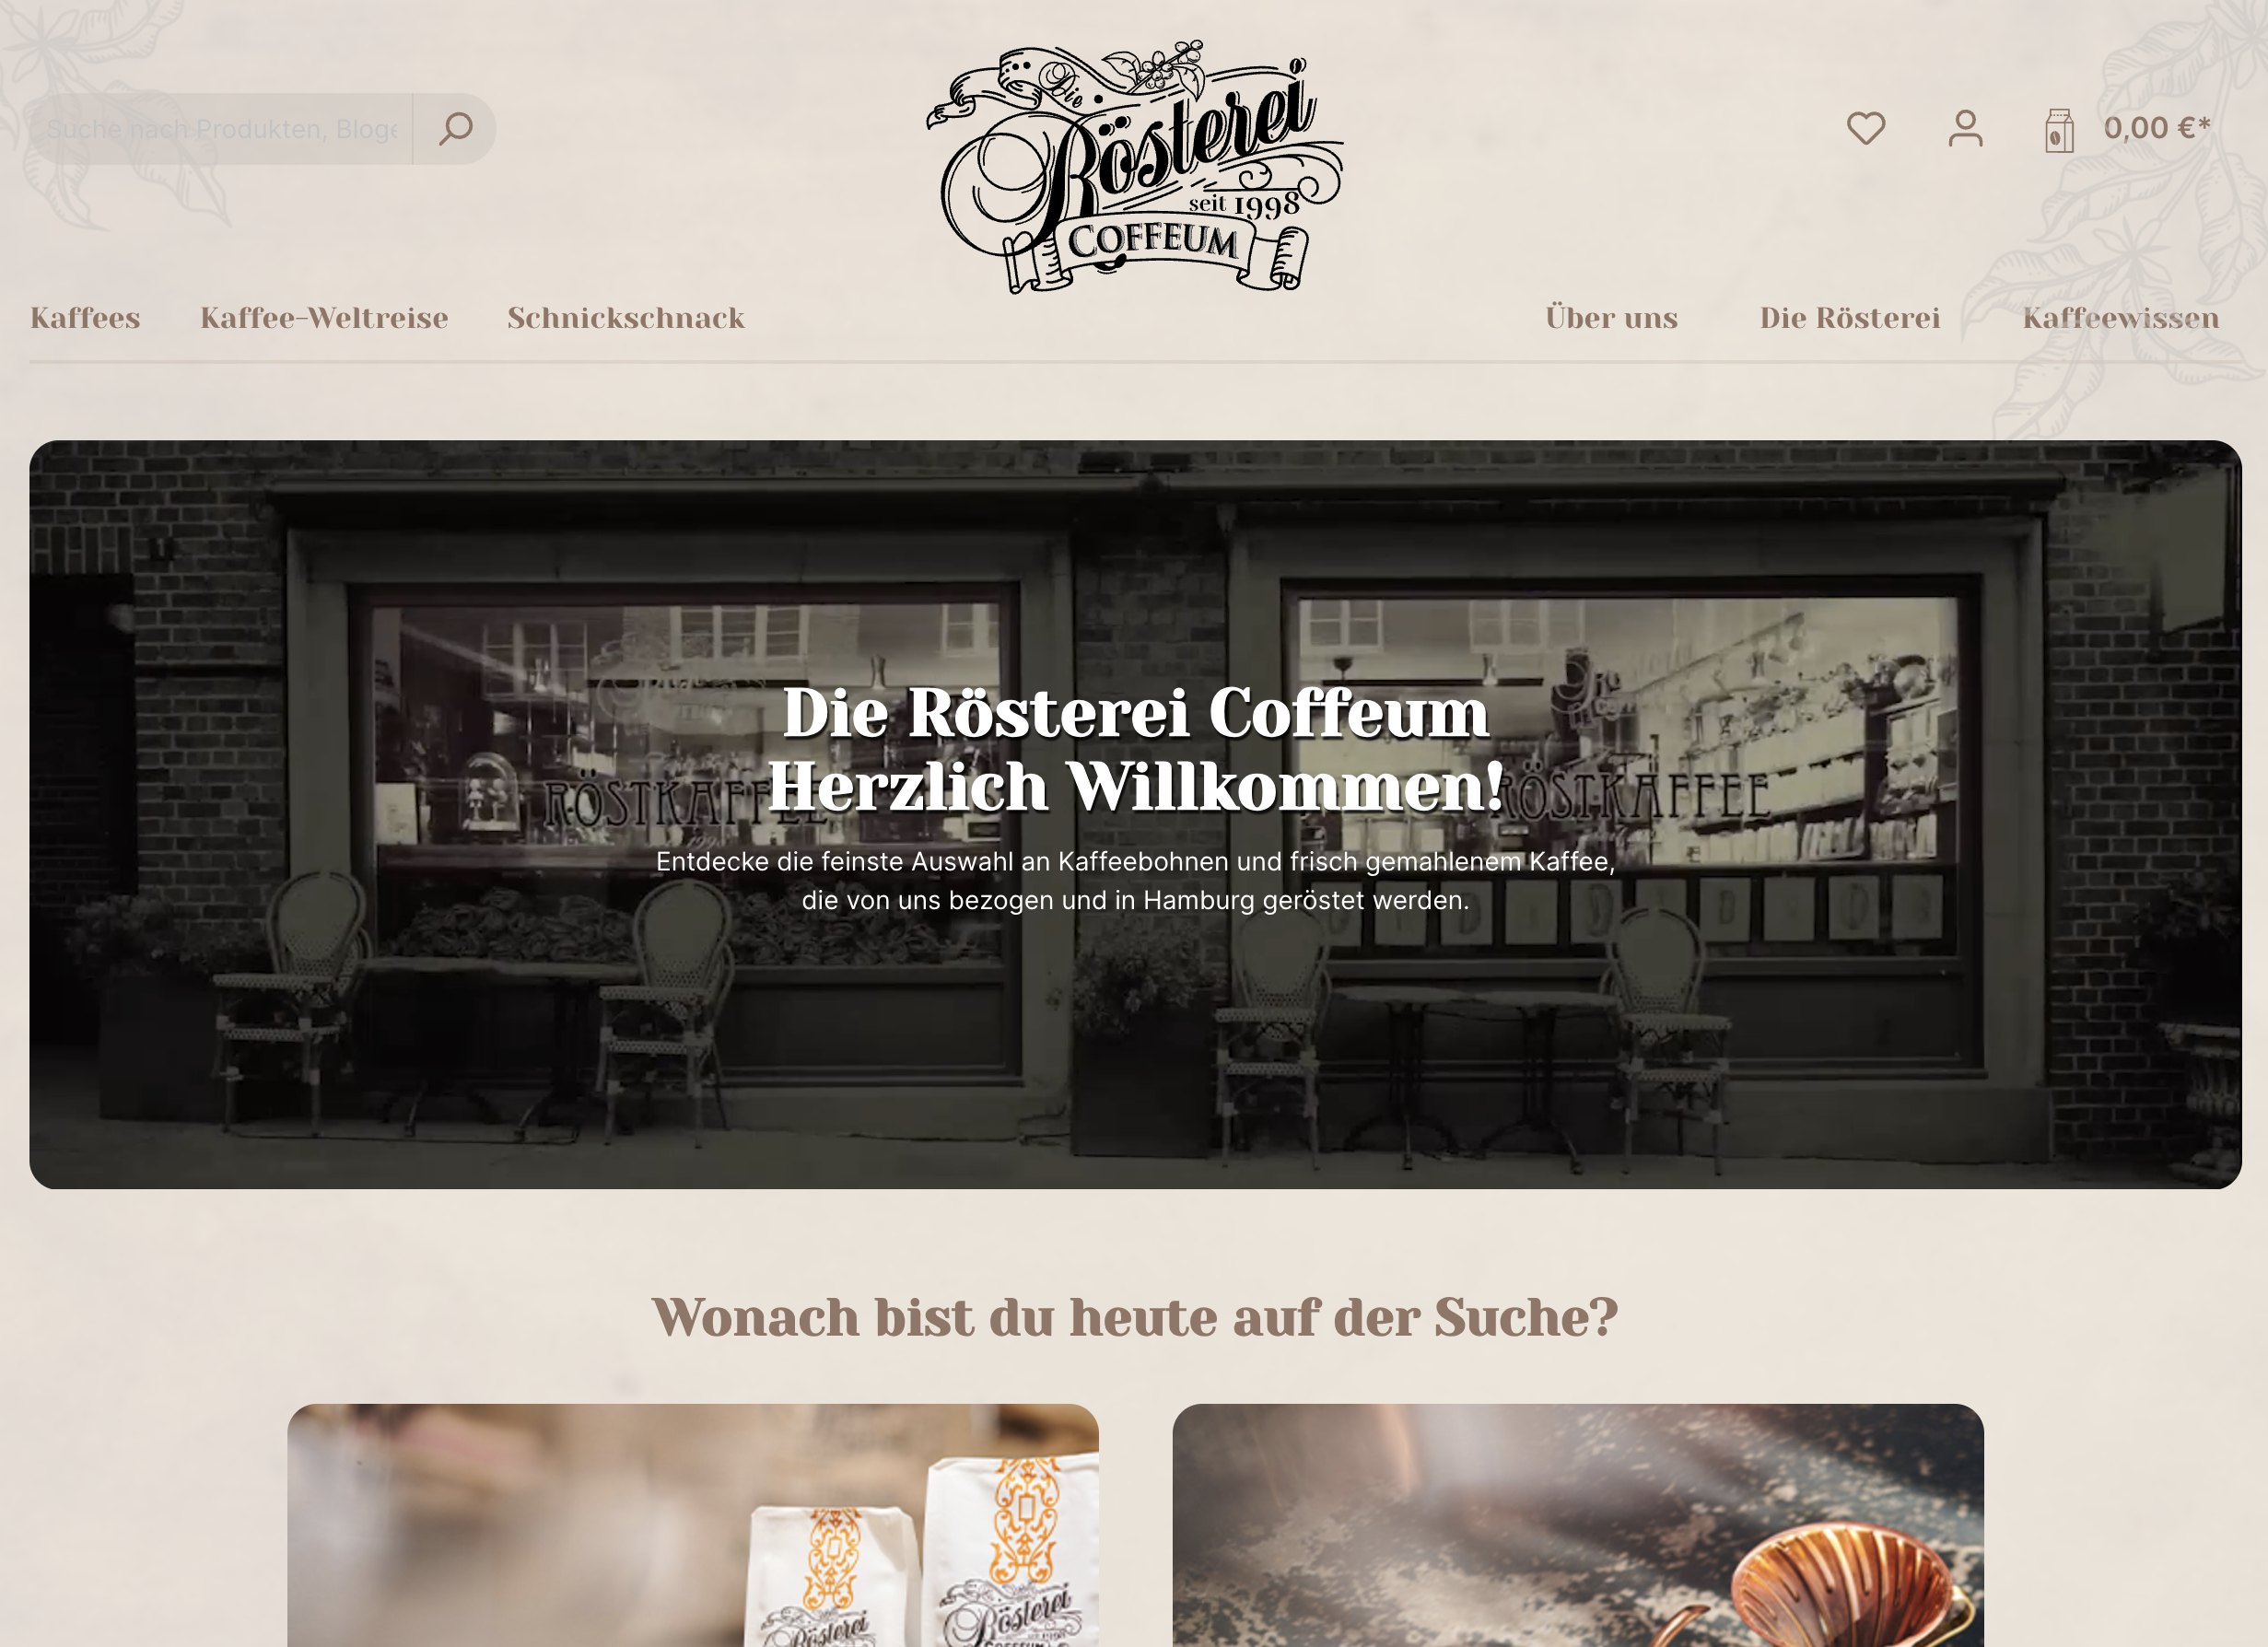 Suche nach Produkten, Bloge
Die
Rösterei
seit 1998
COFFEUM
0,00 €*
Kaffees
Kaffee-Weltreise
Schnickschnack
Über uns
Die Rösterei
Kaffeewissen
Die Rösterei Coffeum
Herzlich Willkommen!
RÖSTKAFFEE
RÖSTKAFFEE
Entdecke die feinste Auswahl an Kaffeebohnen und frisch gemahlenem Kaffee,
die von uns bezogen und in Hamburg geröstet werden.
Wonach bist du heute auf der Suche?
Rösterei
COFFEUM
Rösterei